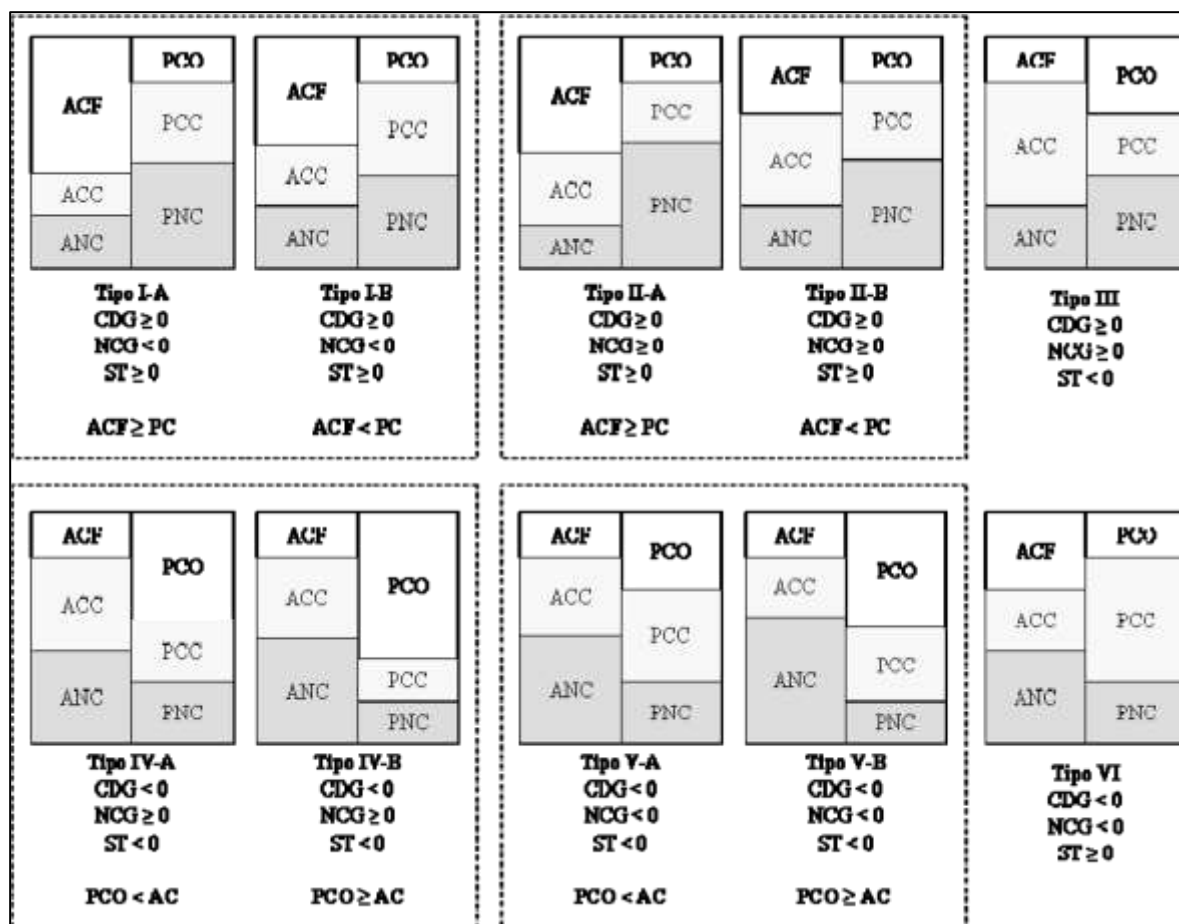 ACF
PCO
PCC
ACC
ANC
PNC
Tipo I-A
CDG ≥ 0
NCG < 0
ST ≥ 0
ACF ≥ PC
ACF
PCO
PCC
ACC
ANC
PNC
Tipo I-B
CDG ≥ 0
NCG < 0
ST ≥ 0
ACF < PC
ACF
PCO
PCC
ACC
ANC
PNC
Tipo II-A
CDG ≥ 0
NCG ≥ 0
ST ≥ 0
ACF ≥ PC
ACF
PCO
PCC
ACC
ANC
PNC
Tipo II-B
CDG ≥ 0
NCG ≥ 0
ST ≥ 0
ACF < PC
ACF
PCO
ACC
PCC
ANC
PNC
Tipo III
CDG ≥ 0
NCG ≥ 0
ST < 0
ACF
PCO
ACC
PCC
ANC
PNC
Tipo IV-A
CDG < 0
NCG ≥ 0
ST < 0
PCO < AC
ACF
PCO
ACC
PCC
ANC
PNC
Tipo IV-B
CDG < 0
NCG ≥ 0
ST < 0
PCO ≥ AC
ACF
PCO
ACC
PCC
ANC
PNC
Tipo V-A
CDG < 0
NCG < 0
ST < 0
PCO < AC
ACF
PCO
ACC
PCC
ANC
PNC
Tipo V-B
CDG < 0
NCG < 0
ST < 0
PCO ≥ AC
ACF
PCO
ACC
PCC
ANC
PNC
Tipo VI
CDG < 0
NCG < 0
ST ≥ 0